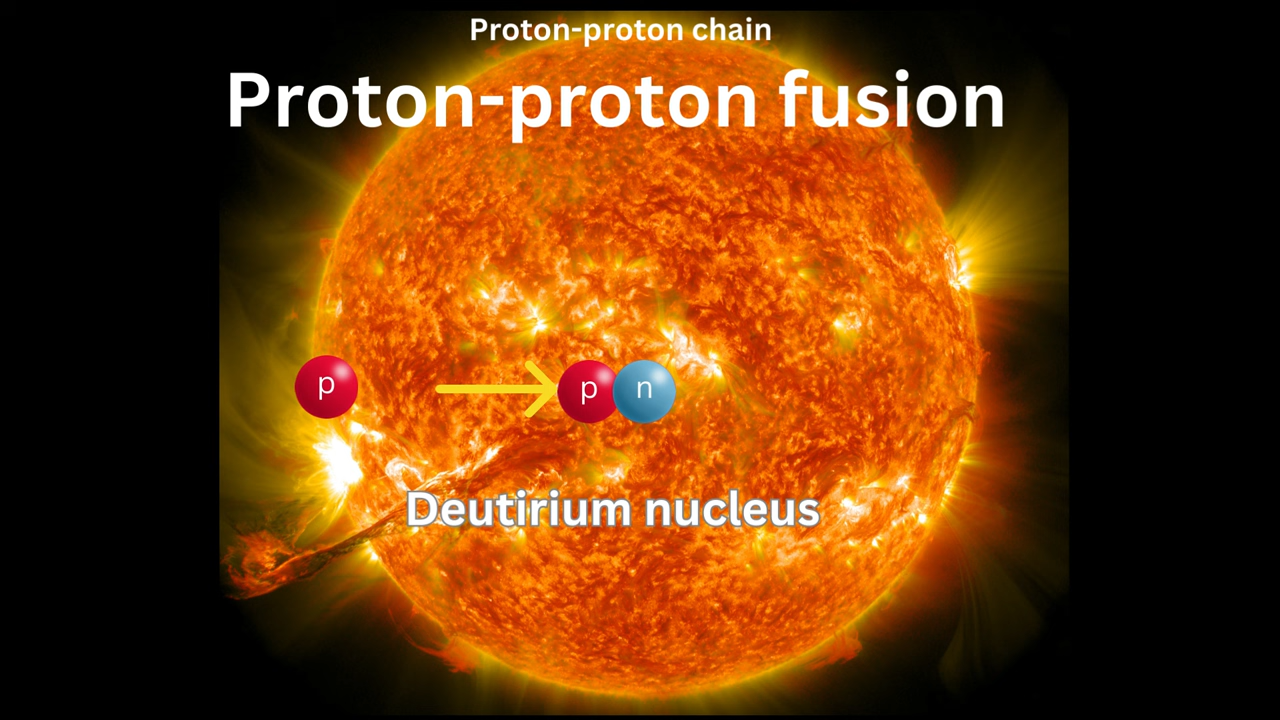 Proton-proton chain
Proton-proton fusion
p
p n
Deutirium nucleus